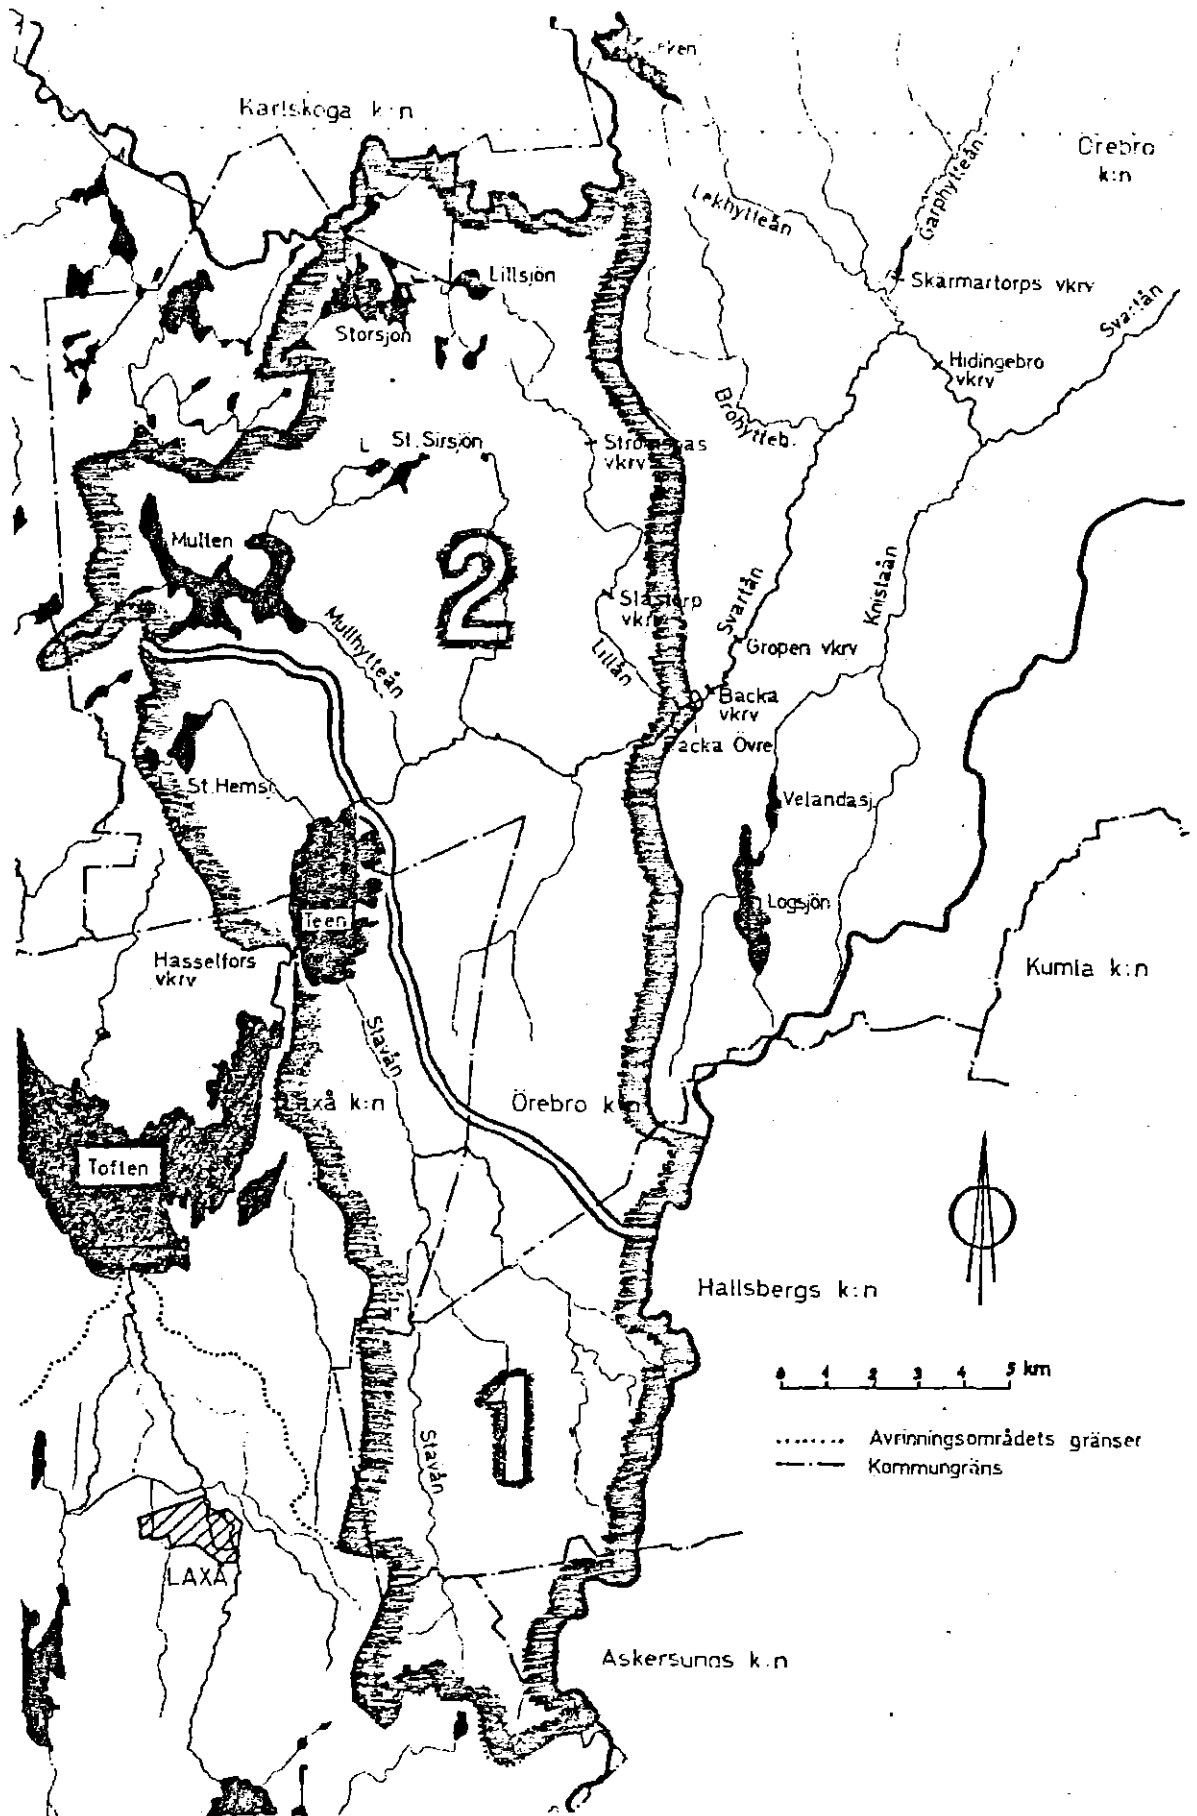 Karlskoga k:n
Örebro
k:n
Lekhytteån
Garphytteån
Skärmartorps vkrv
Svartån
Lillsjön
Storsjön
Hidingebro
vkrv
Brohytteb.
L St. Sirsjön
vkrv
Multen
2
Svartån
Knistaån
vkrv
Mullhytteån
Lillån
Gropen vkrv
Backa
vkrv
Backa Övre
St. Hemsj.
Velandasj.
Teen
Logsjön
Hasselfors
vkrv
Kumla k:n
Stavån
Laxå k:n
Örebro k:n
Toften
Hallsbergs k:n
0 1 2 3 4 5 km
1
Stavån
Avrinningsområdets gränser
Kommungräns
LAXÅ
Askersunds k:n